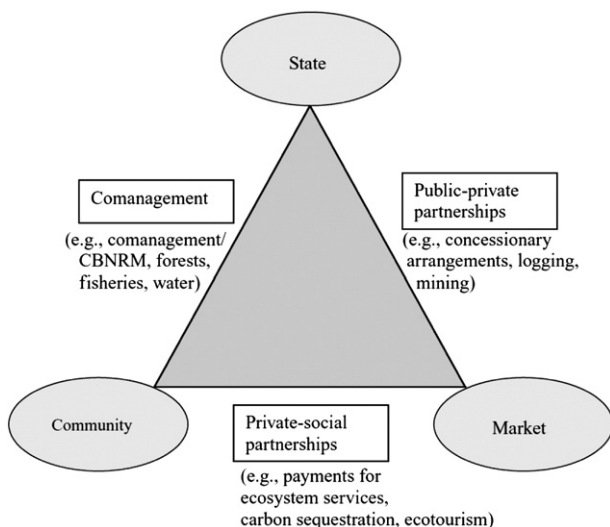 State
Comanagement
(e.g., comanagement/
CBNRM, forests,
fisheries, water)
Public-private
partnerships
(e.g., concessionary
arrangements, logging,
mining)
Community
Private-social
partnerships
(e.g., payments for
ecosystem services,
carbon sequestration, ecotourism)
Market